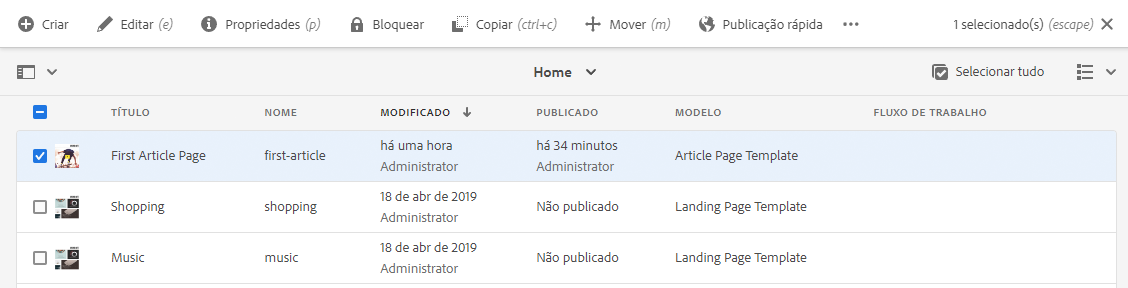 Criar Editar (e) Propriedades (p) Bloquear Copiar (ctrl+c) Mover (m) Publicação rápida 1 selecionado(s) (escape)
Home Selecionar tudo
TÍTULO NOME MODIFICADO PUBLICADO MODELO FLUXO DE TRABALHO
First Article Page first-article há uma hora há 34 minutos Article Page Template
Administrator Administrator
Shopping shopping 18 de abr de 2019 Não publicado Landing Page Template
Administrator
Music music 18 de abr de 2019 Não publicado Landing Page Template
Administrator